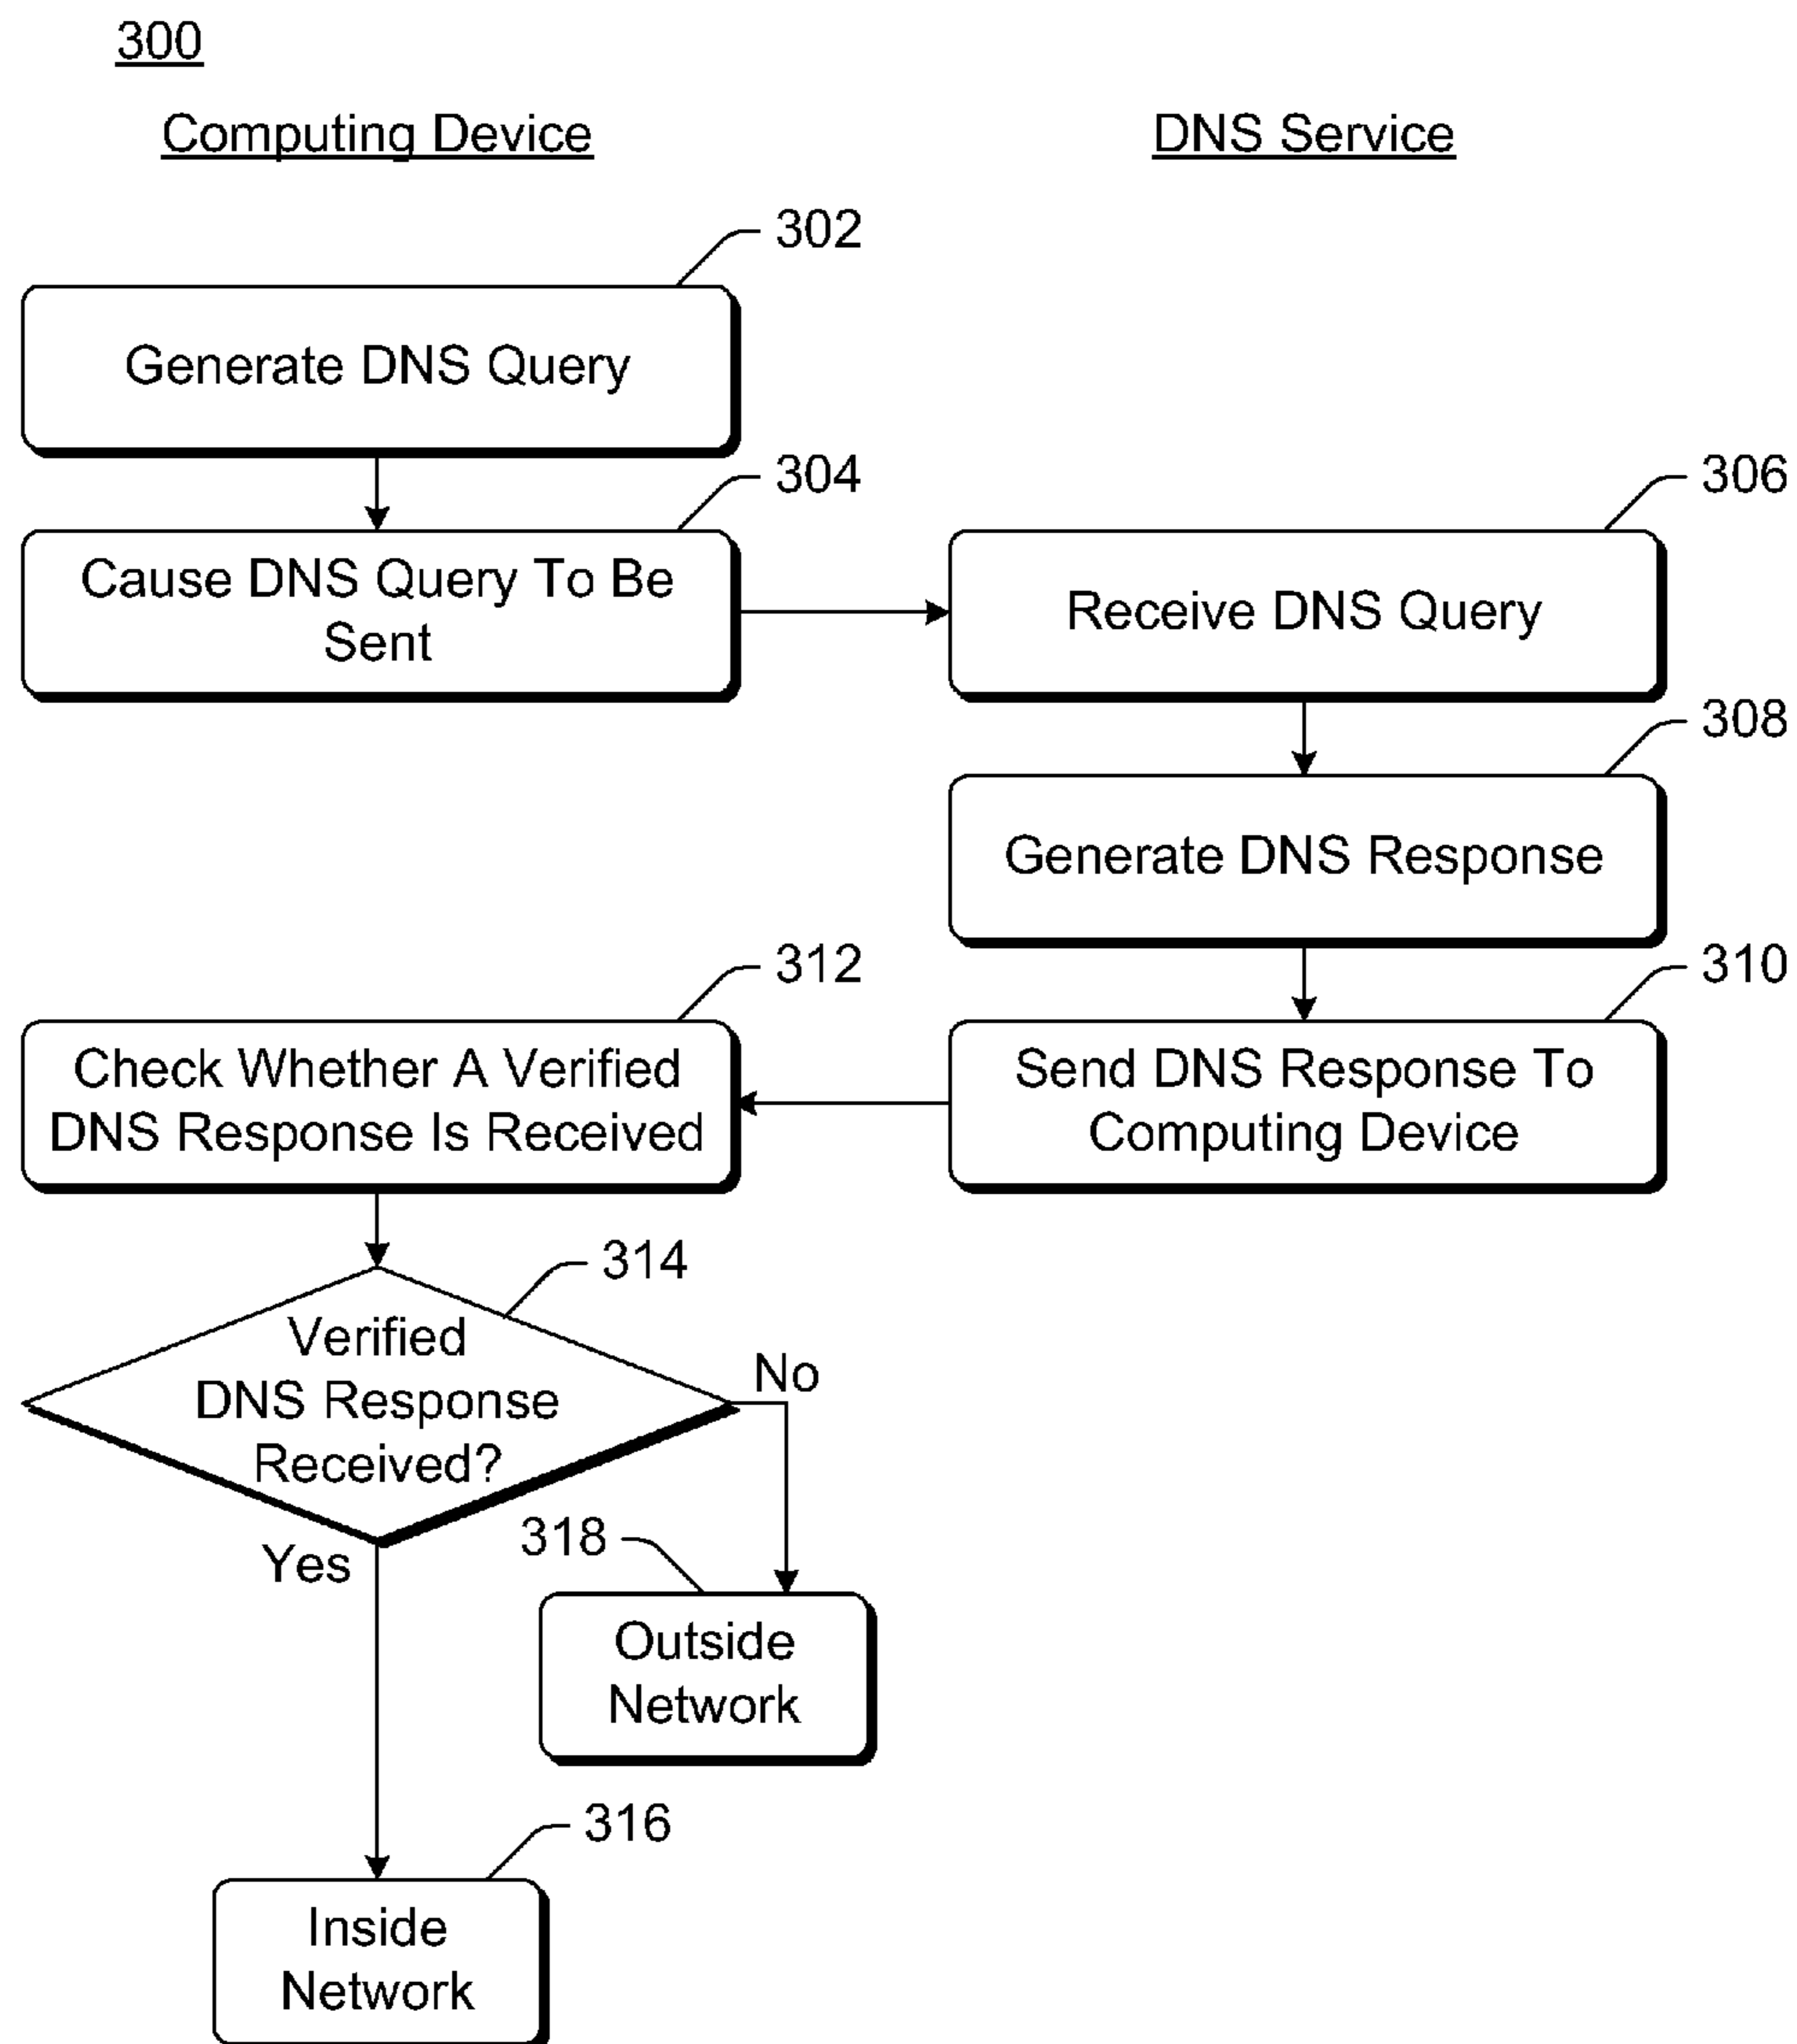 300
Computing Device
DNS Service
302
Generate DNS Query
304
Cause DNS Query To Be
Sent
306
Receive DNS Query
308
Generate DNS Response
310
Send DNS Response To
Computing Device
312
Check Whether A Verified
DNS Response Is Received
314
Verified
DNS Response
Received?
No
Yes
318
Outside
Network
316
Inside
Network